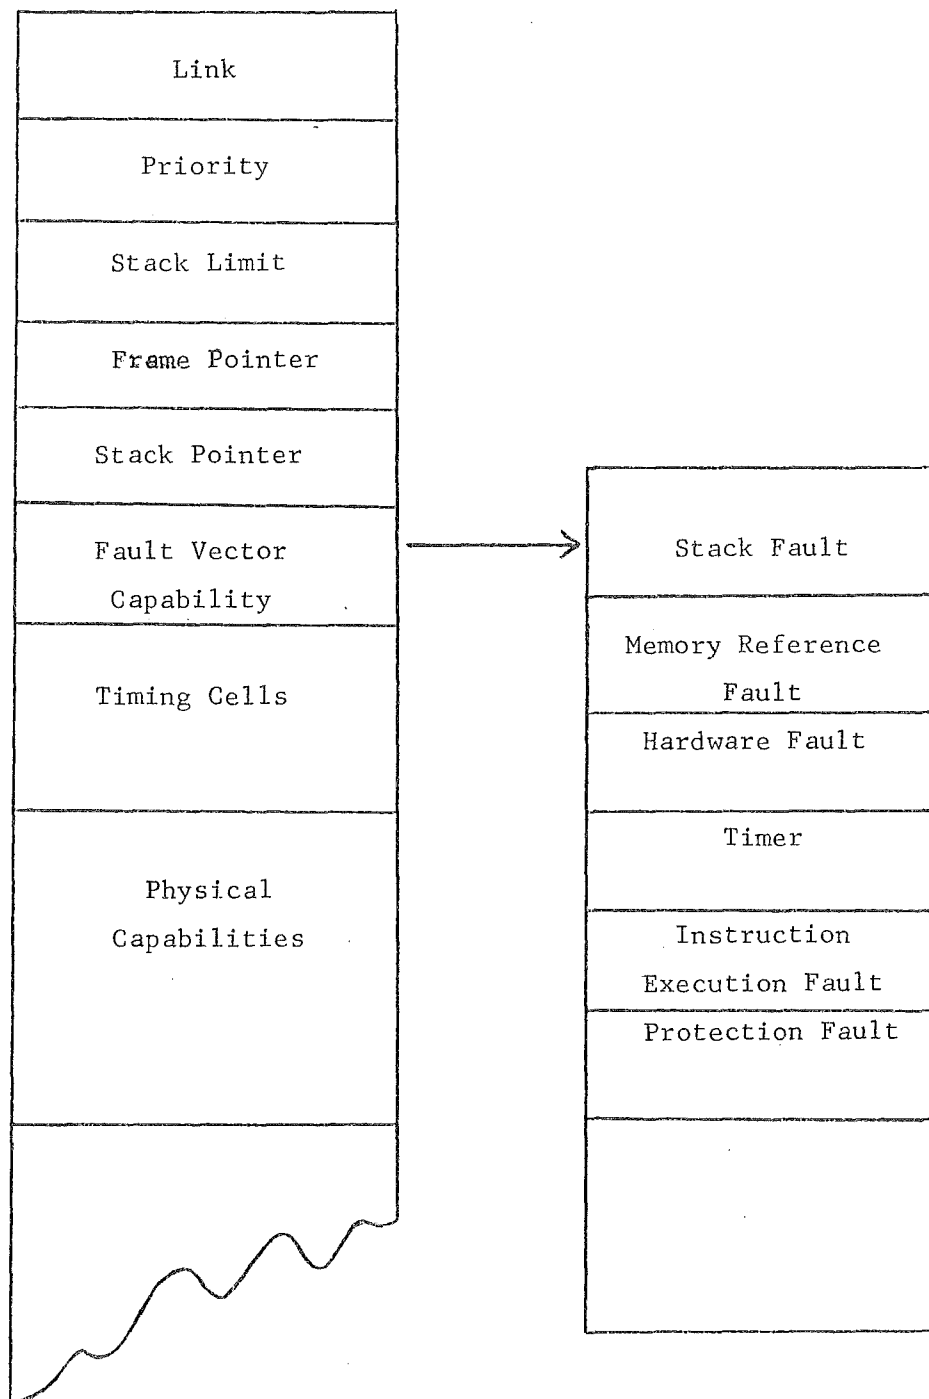 Link
Priority
Stack Limit
Frame Pointer
Stack Pointer
Fault Vector
Capability
Timing Cells
Physical
Capabilities
Stack Fault
Memory Reference
Fault
Hardware Fault
Timer
Instruction
Execution Fault
Protection Fault